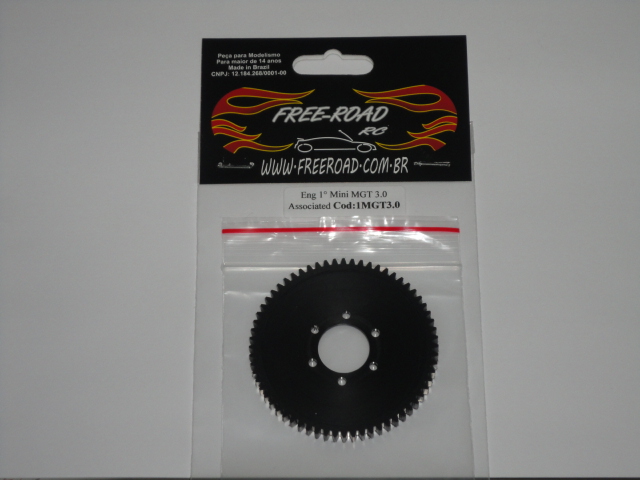 Peça para Modelismo
Para maior de 14 anos
Made in Brazil
CNPJ: 12.184.268/0001-00
FREE-ROAD
RC
WWW.FREEROAD.COM.BR
Eng 1° Mini MGT 3.0
Associated Cod:1MGT3.0